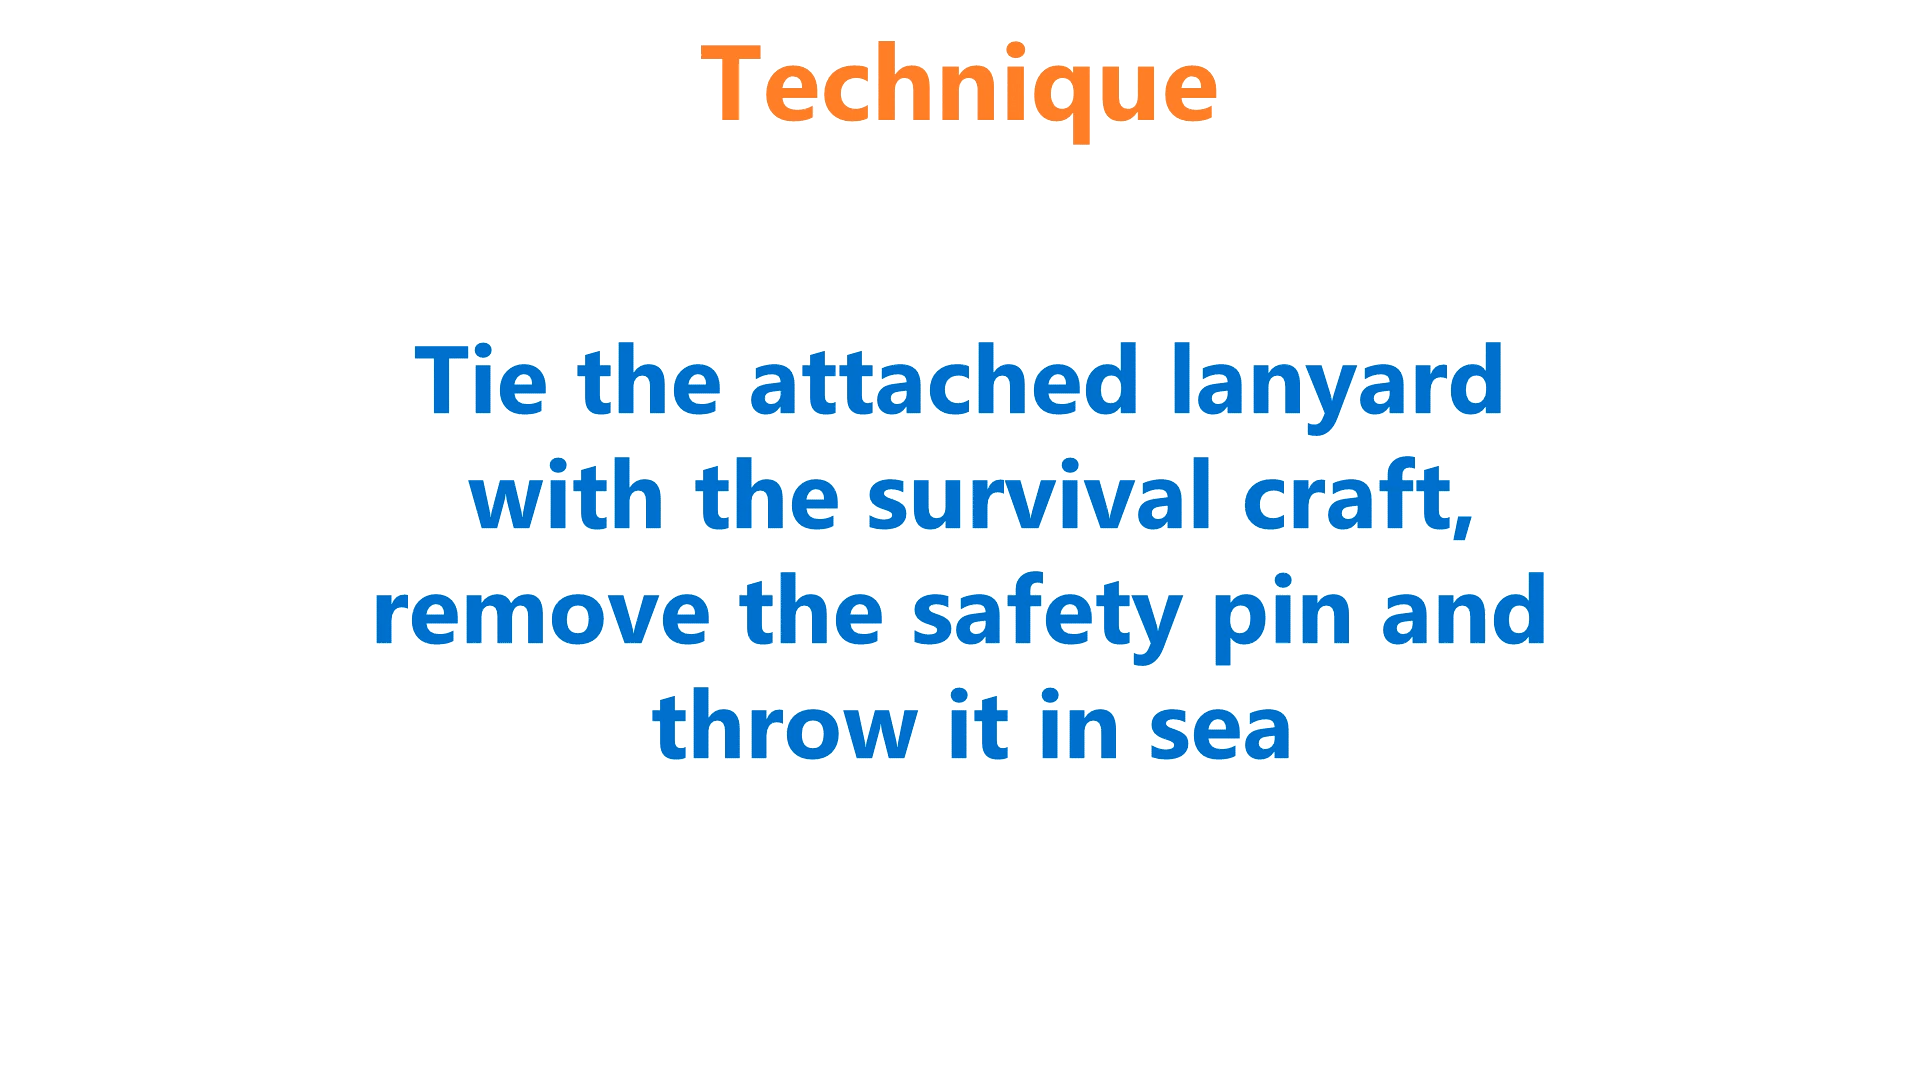 Technique
Tie the attached lanyard
with the survival craft,
remove the safety pin and
throw it in sea